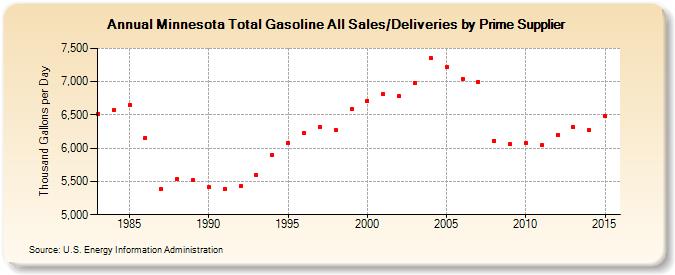 Annual Minnesota Total Gasoline All Sales/Deliveries by Prime Supplier
Thousand Gallons per Day
7,500
7,000
6,500
6,000
5,500
5,000
1985 1990 1995 2000 2005 2010 2015
Source: U.S. Energy Information Administration